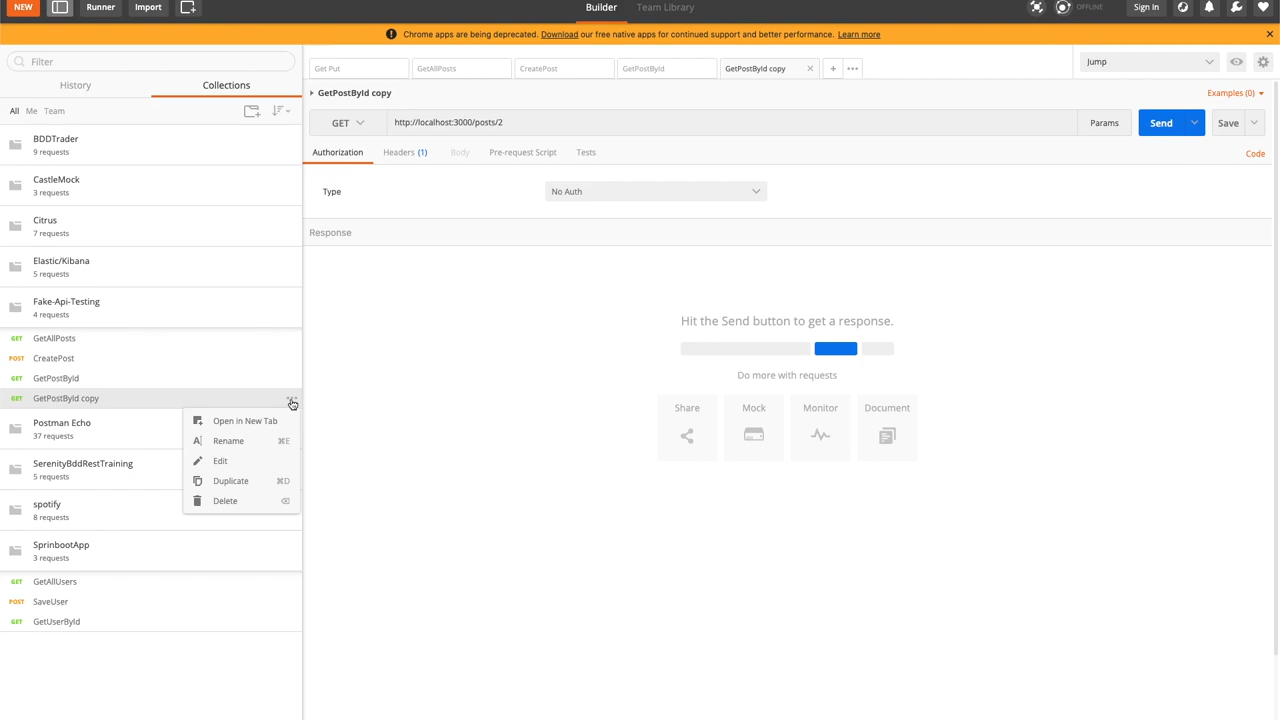 NEW Runner Import Builder Team Library OFFLINE Sign In
Chrome apps are being deprecated. Download our free native apps for continued support and better performance. Learn more
Filter
History Collections
All Me Team
BDDTrader
9 requests
CastleMock
3 requests
Citrus
7 requests
Elastic/Kibana
5 requests
Fake-Api-Testing
4 requests
GET GetAllPosts
POST CreatePost
GET GetPostById
GET GetPostById copy
Postman Echo
37 requests
SerenityBddRestTraining
5 requests
spotify
8 requests
SprinbootApp
3 requests
GET GetAllUsers
POST SaveUser
GET GetUserById
Open in New Tab
Rename ⌘E
Edit
Duplicate ⌘D
Delete
Get Put GetAllPosts CreatePost GetPostById GetPostById copy
Jump
GetPostById copy
Examples (0)
GET http://localhost:3000/posts/2 Params Send Save
Authorization Headers (1) Body Pre-request Script Tests Code
Type No Auth
Response
Hit the Send button to get a response.
Do more with requests
Share Mock Monitor Document